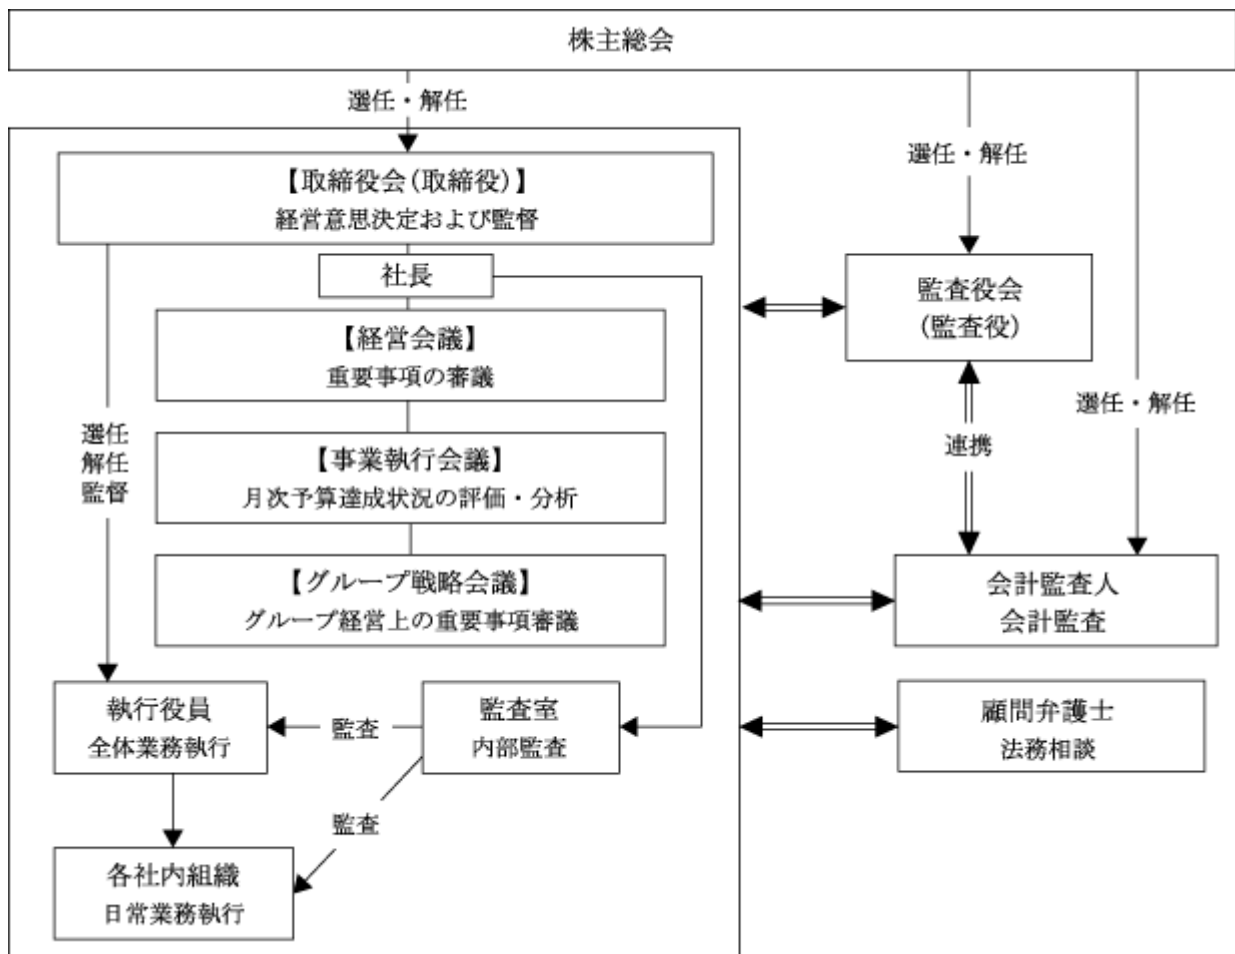 株主総会
選任・解任
選任・解任
選任・解任
【取締役会(取締役)】
経営意思決定および監督
社長
【経営会議】
重要事項の審議
【事業執行会議】
月次予算達成状況の評価・分析
【グループ戦略会議】
グループ経営上の重要事項審議
選任
解任
監督
執行役員
全体業務執行
監査
監査室
内部監査
監査
各社内組織
日常業務執行
監査役会
(監査役)
連携
会計監査人
会計監査
顧問弁護士
法務相談